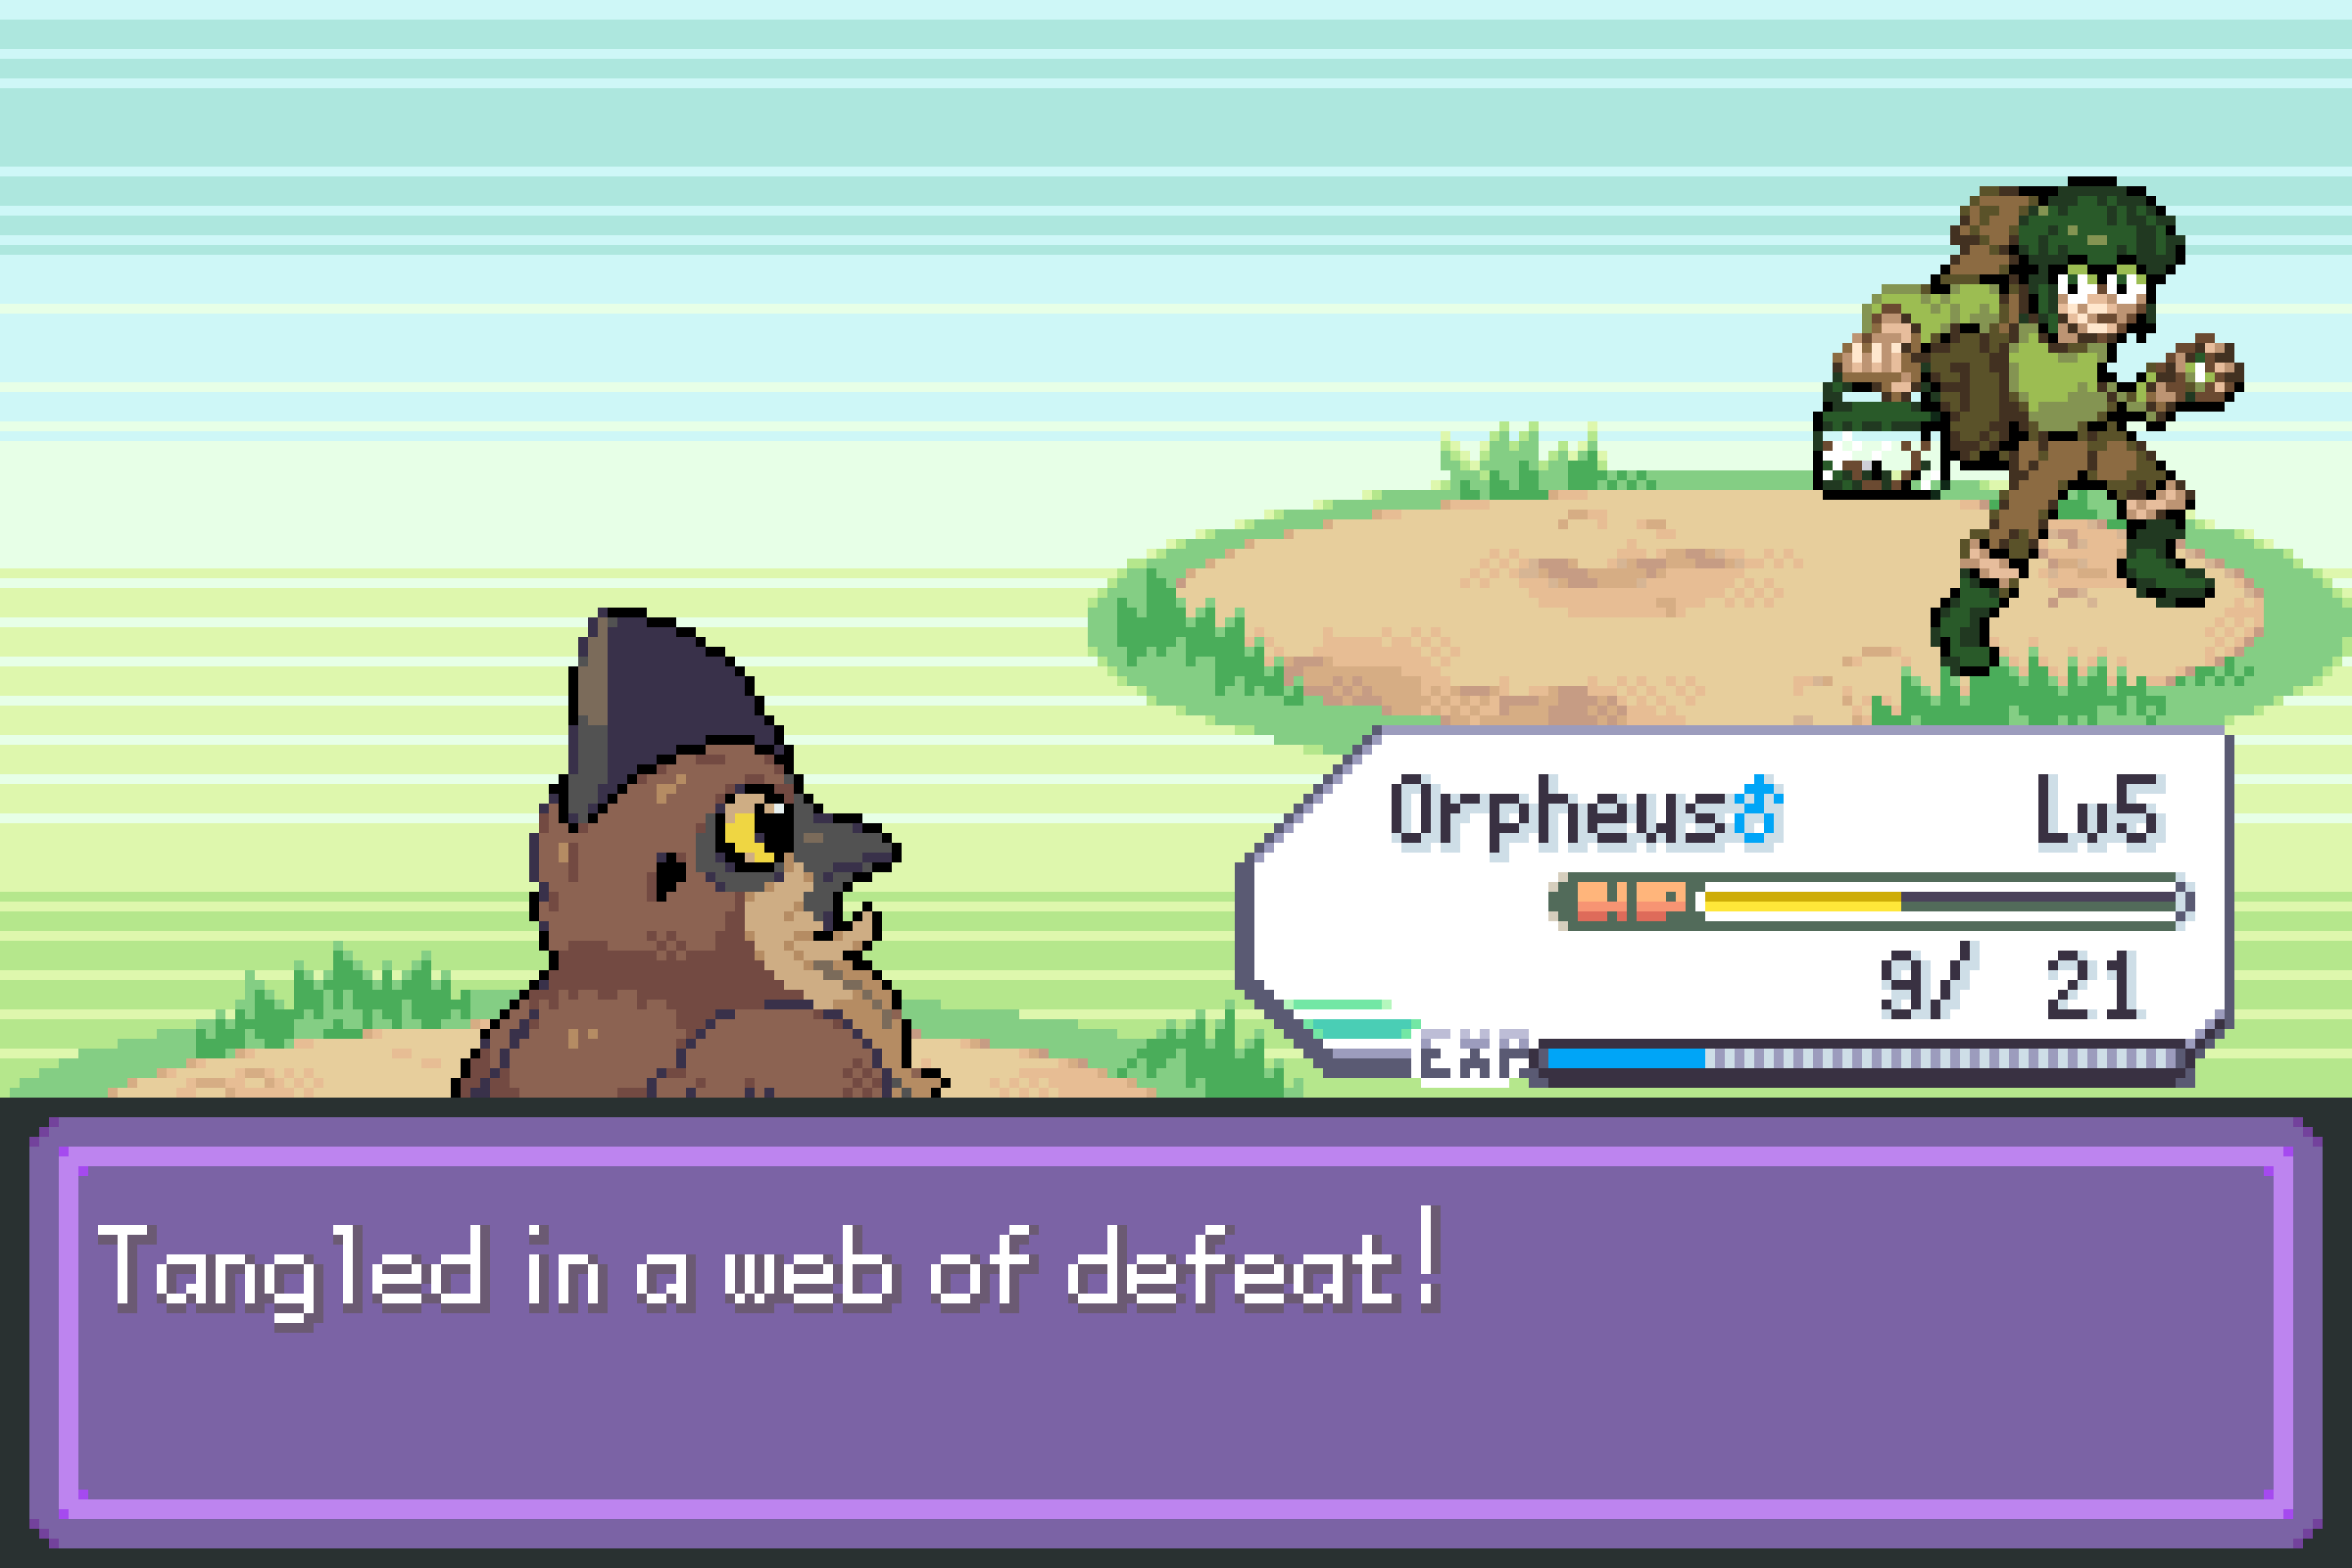 Orpheus♂ Lv5
HP
9/ 21
EXP
Tangled in a web of defeat!